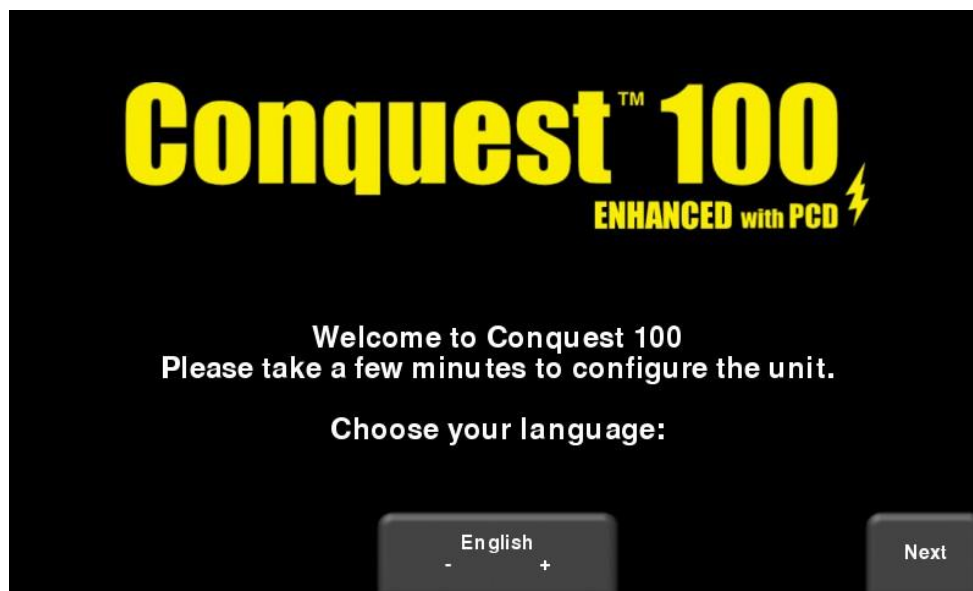 Conquest™ 100
ENHANCED with PCD
Welcome to Conquest 100
Please take a few minutes to configure the unit.
Choose your language:
English
- +
Next